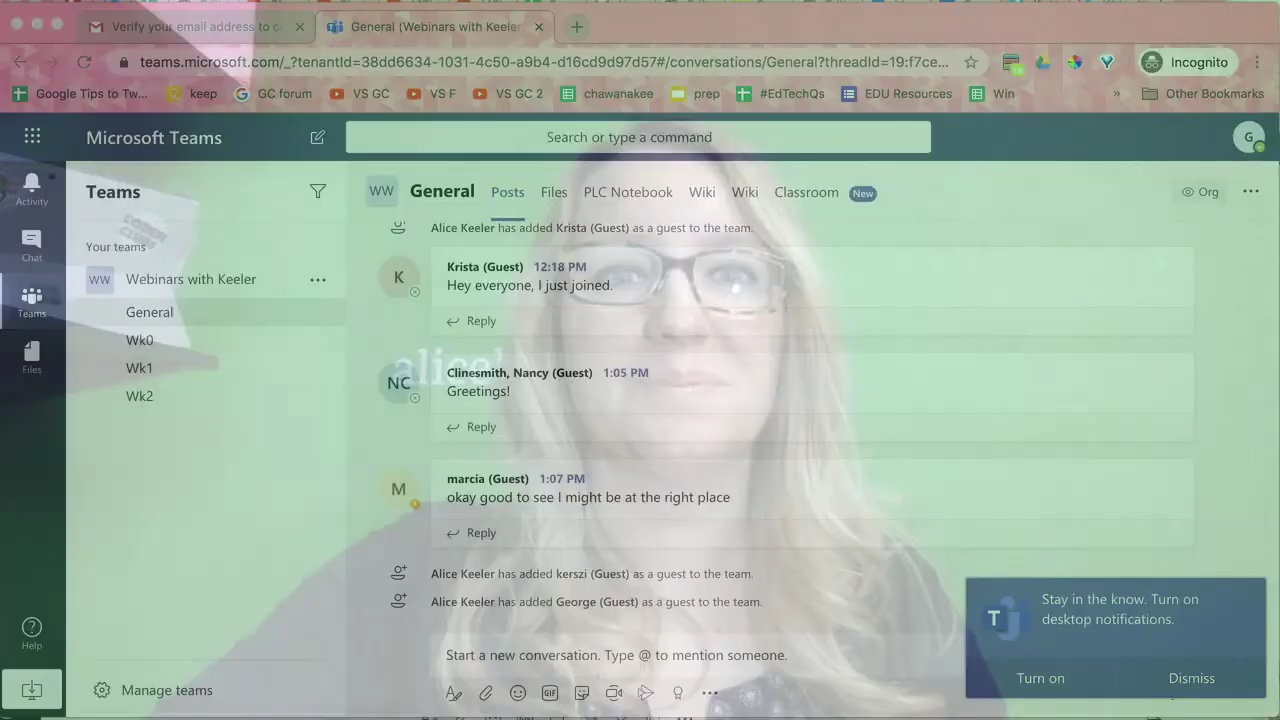 Verify your email address to c
General (Webinars with Keeler
teams.microsoft.com/_?tenantId=38dd6634-1031-4c50-a9b4-d16cd9d97d57#/conversations/General?threadId=19:f7ce...
Incognito
Google Tips to Tw...
keep
GC forum
VS GC
VS F
VS GC 2
chawanakee
prep
#EdTechQs
EDU Resources
Win
»
Other Bookmarks
Microsoft Teams
Search or type a command
G
Activity
Chat
Teams
Files
Help
Teams
Your teams
WW Webinars with Keeler ...
General
Wk0
Wk1
Wk2
Manage teams
WW General Posts Files PLC Notebook Wiki Wiki Classroom New
Org ...
Alice Keeler has added Krista (Guest) as a guest to the team.
K
Krista (Guest) 12:18 PM
Hey everyone, I just joined.
Reply
alice
NC
Clinesmith, Nancy (Guest) 1:05 PM
Greetings!
Reply
M
marcia (Guest) 1:07 PM
okay good to see I might be at the right place
Reply
Alice Keeler has added kerszi (Guest) as a guest to the team.
Alice Keeler has added George (Guest) as a guest to the team.
Start a new conversation. Type @ to mention someone.
GIF
T
Stay in the know. Turn on
desktop notifications.
Turn on
Dismiss